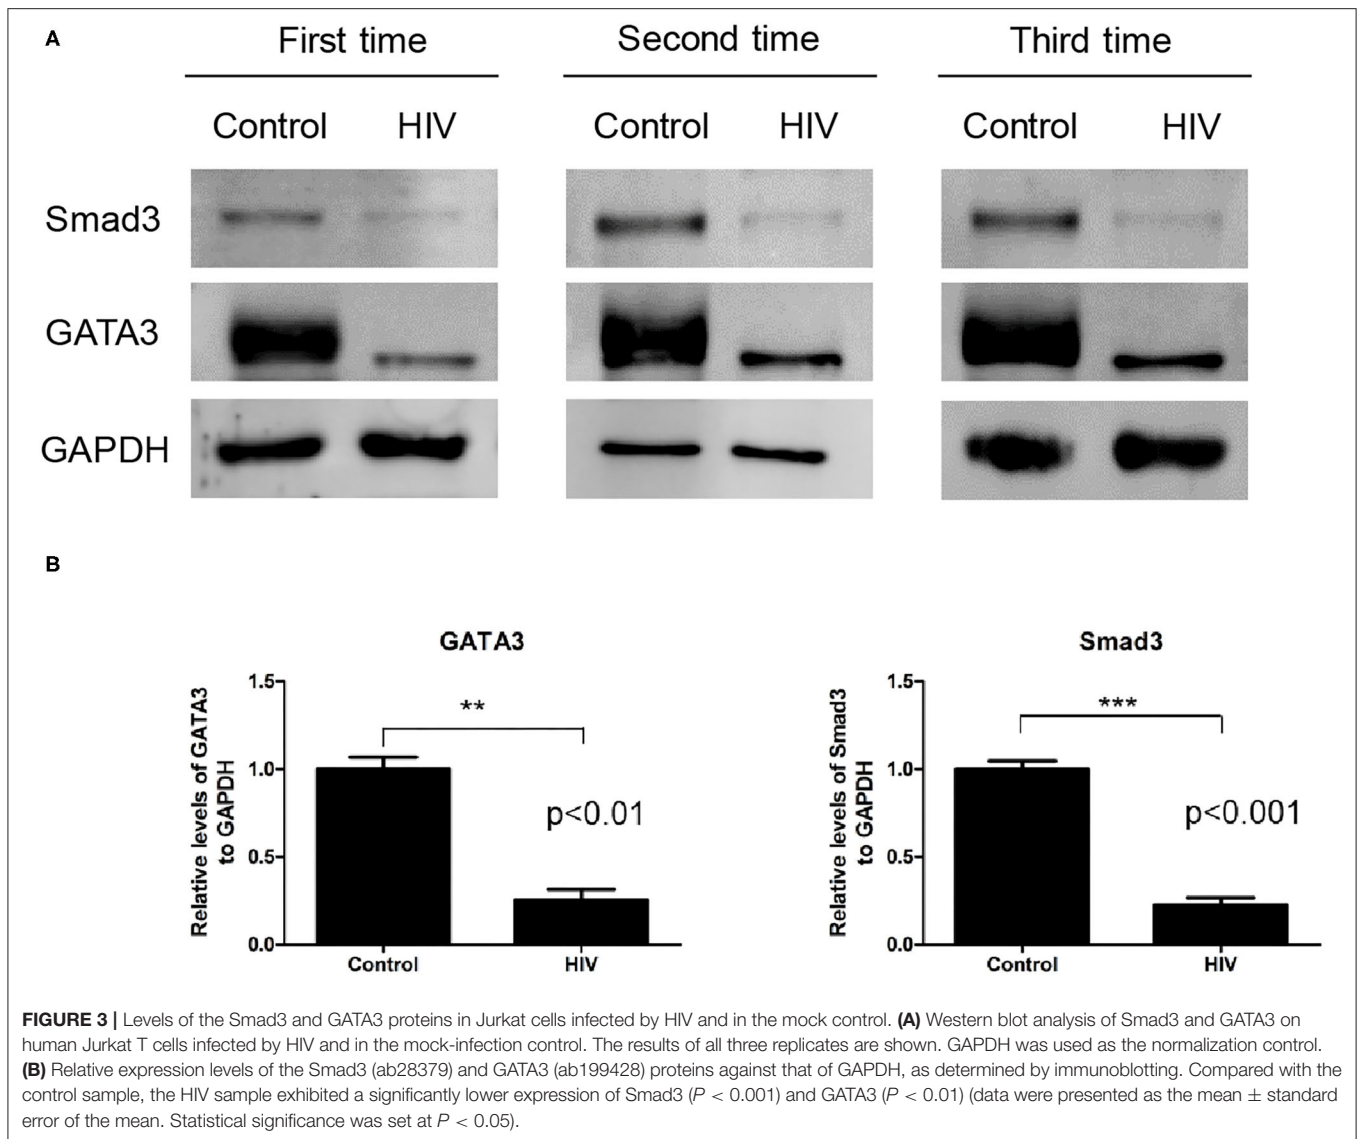 A
First time Second time Third time
Control HIV Control HIV Control HIV
Smad3
GATA3
GAPDH
B
GATA3
Relative levels of GATA3
to GAPDH
1.5
1.0
0.5
0.0
**
p<0.01
Control HIV
Smad3
Relative levels of Smad3
to GAPDH
1.5
1.0
0.5
0.0
***
p<0.001
Control HIV
FIGURE 3 | Levels of the Smad3 and GATA3 proteins in Jurkat cells infected by HIV and in the mock control. (A) Western blot analysis of Smad3 and GATA3 on
human Jurkat T cells infected by HIV and in the mock-infection control. The results of all three replicates are shown. GAPDH was used as the normalization control.
(B) Relative expression levels of the Smad3 (ab28379) and GATA3 (ab199428) proteins against that of GAPDH, as determined by immunoblotting. Compared with the
control sample, the HIV sample exhibited a significantly lower expression of Smad3 (P < 0.001) and GATA3 (P < 0.01) (data were presented as the mean ± standard
error of the mean. Statistical significance was set at P < 0.05).